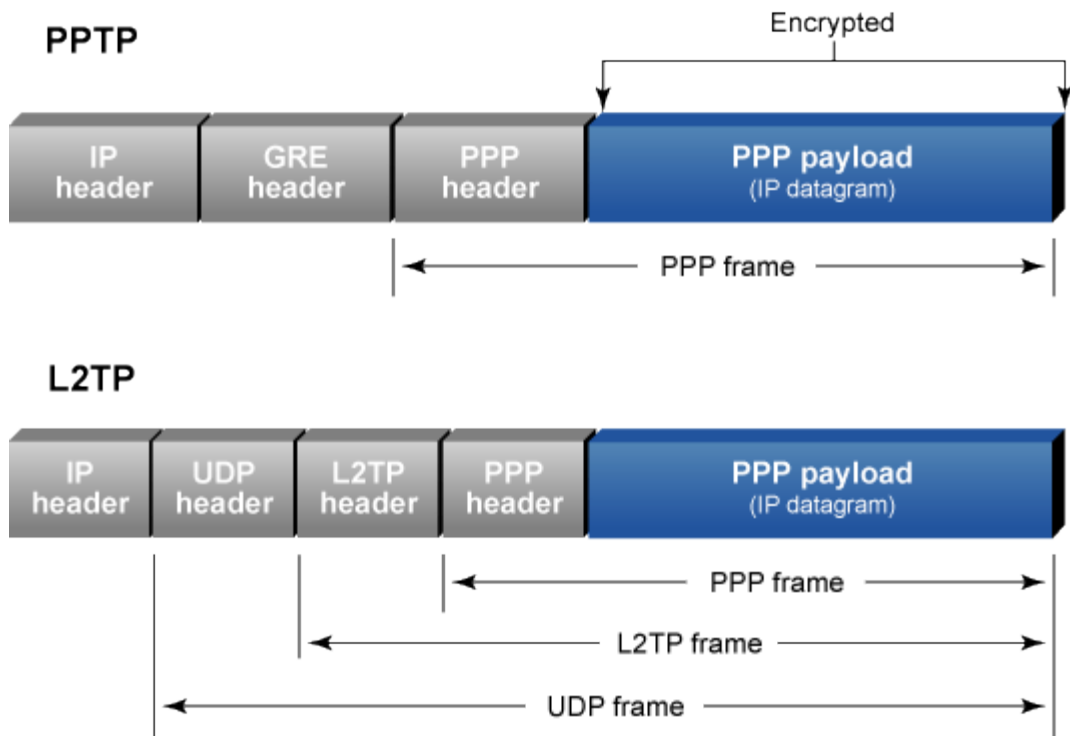 PPTP
Encrypted
IP
header
GRE
header
PPP
header
PPP payload
(IP datagram)
PPP frame
L2TP
IP
header
UDP
header
L2TP
header
PPP
header
PPP payload
(IP datagram)
PPP frame
L2TP frame
UDP frame